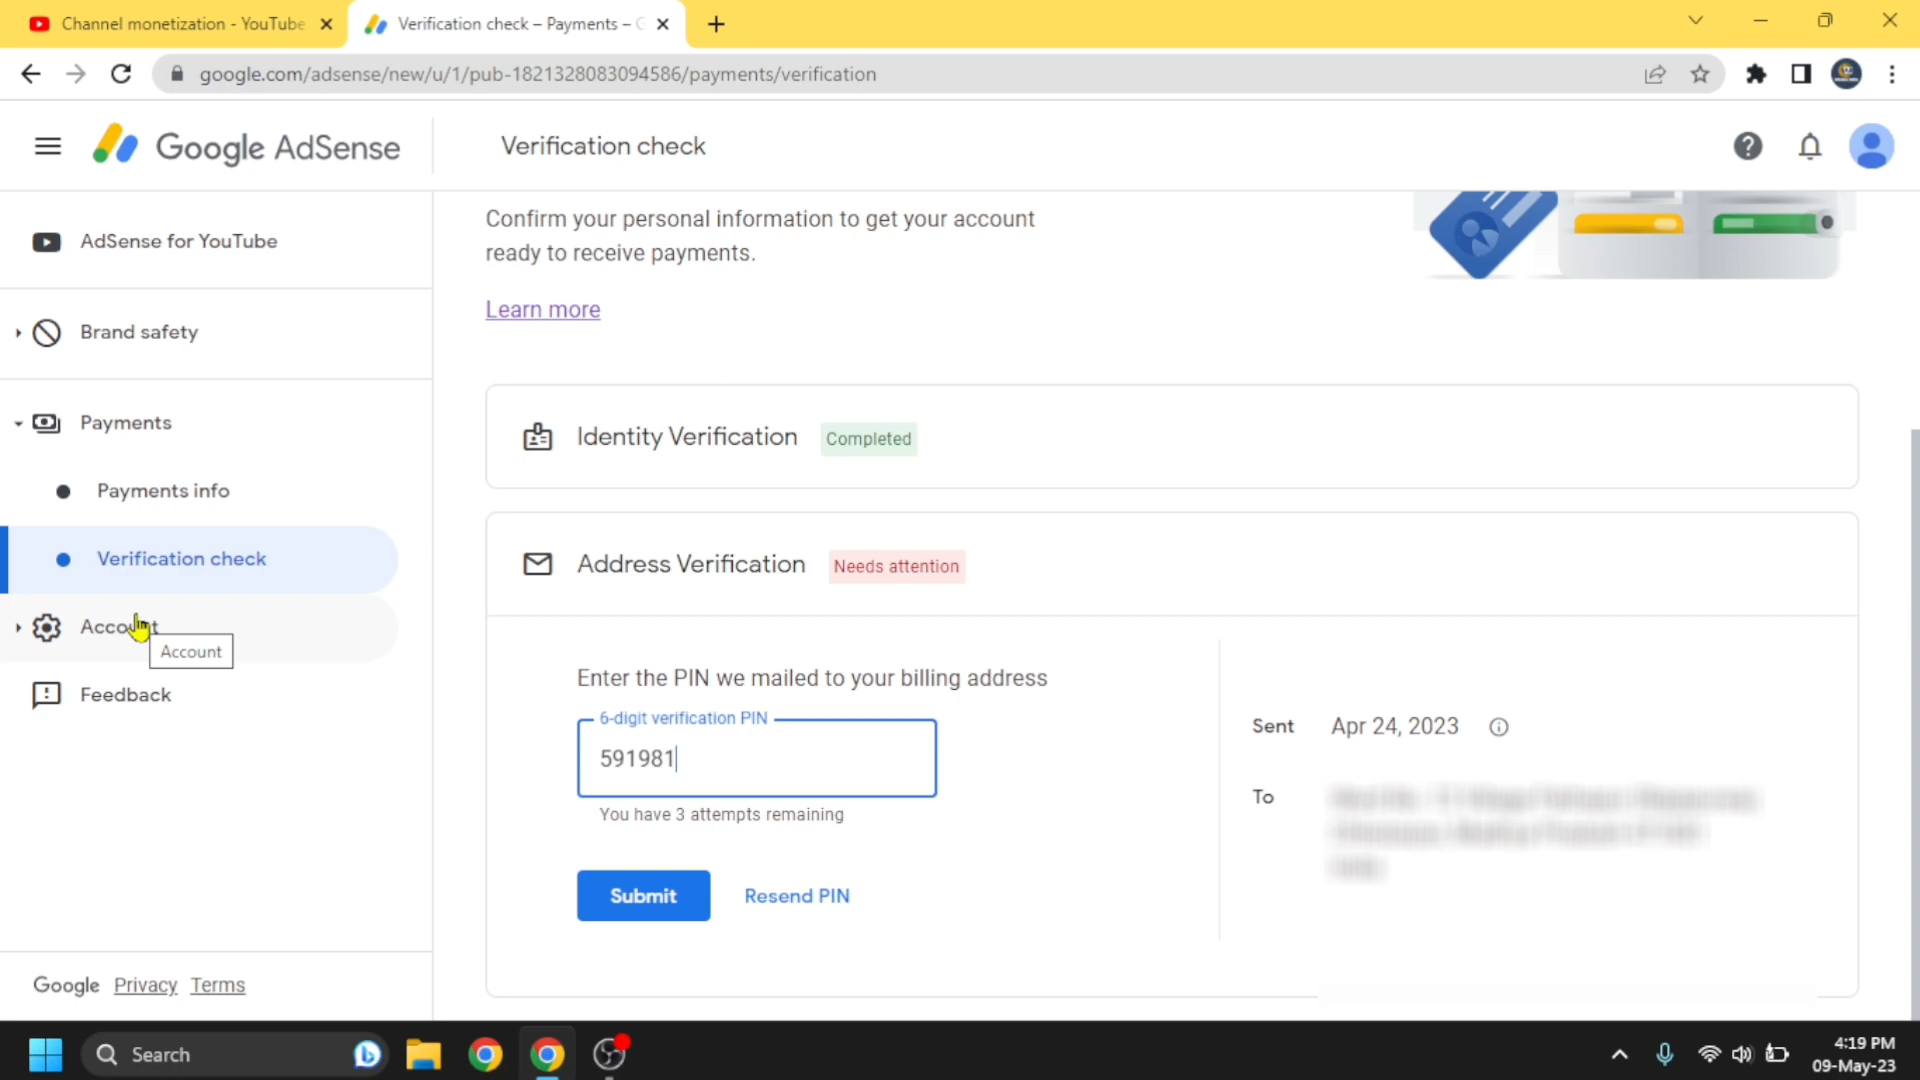 Channel monetization - YouTube
Verification check – Payments – G
google.com/adsense/new/u/1/pub-1821328083094586/payments/verification
Google AdSense
Verification check
AdSense for YouTube
Brand safety
Payments
Payments info
Verification check
Account
Account
Feedback
Google Privacy Terms
Confirm your personal information to get your account
ready to receive payments.
Learn more
Identity Verification Completed
Address Verification Needs attention
Enter the PIN we mailed to your billing address
6-digit verification PIN
591981
You have 3 attempts remaining
Submit Resend PIN
Sent Apr 24, 2023
To
Search
4:19 PM
09-May-23